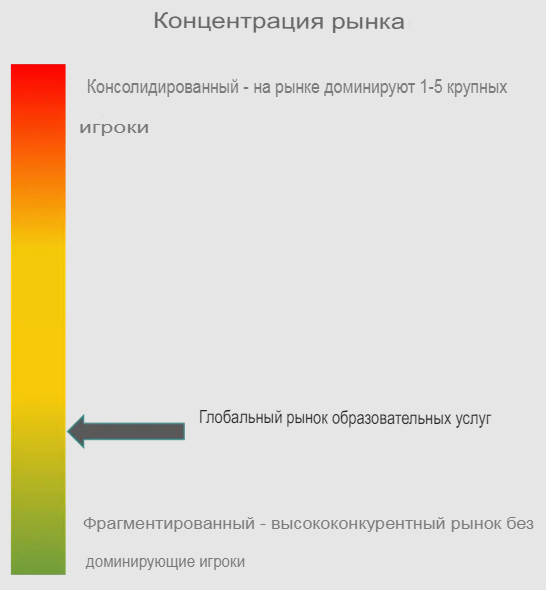 Концентрация рынка
Консолидированный - на рынке доминируют 1-5 крупных
игроки
Глобальный рынок образовательных услуг
Фрагментированный - высококонкурентный рынок без
доминирующие игроки